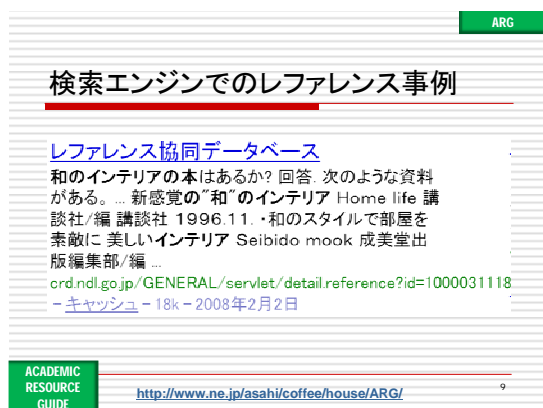 ARG
検索エンジンでのレファレンス事例
レファレンス協同データベース
和のインテリアの本はあるか? 回答. 次のような資料
がある。 ... 新感覚の"和"のインテリア Home life 講
談社/編 講談社 1996.11. ・和のスタイルで部屋を
素敵に 美しいインテリア Seibido mook 成美堂出
版編集部/編 ...
crd.ndl.go.jp/GENERAL/servlet/detail.reference?id=1000031118
- キャッシュ - 18k - 2008年2月2日
ACADEMIC
RESOURCE
GUIDE
http://www.ne.jp/asahi/coffee/house/ARG/
9